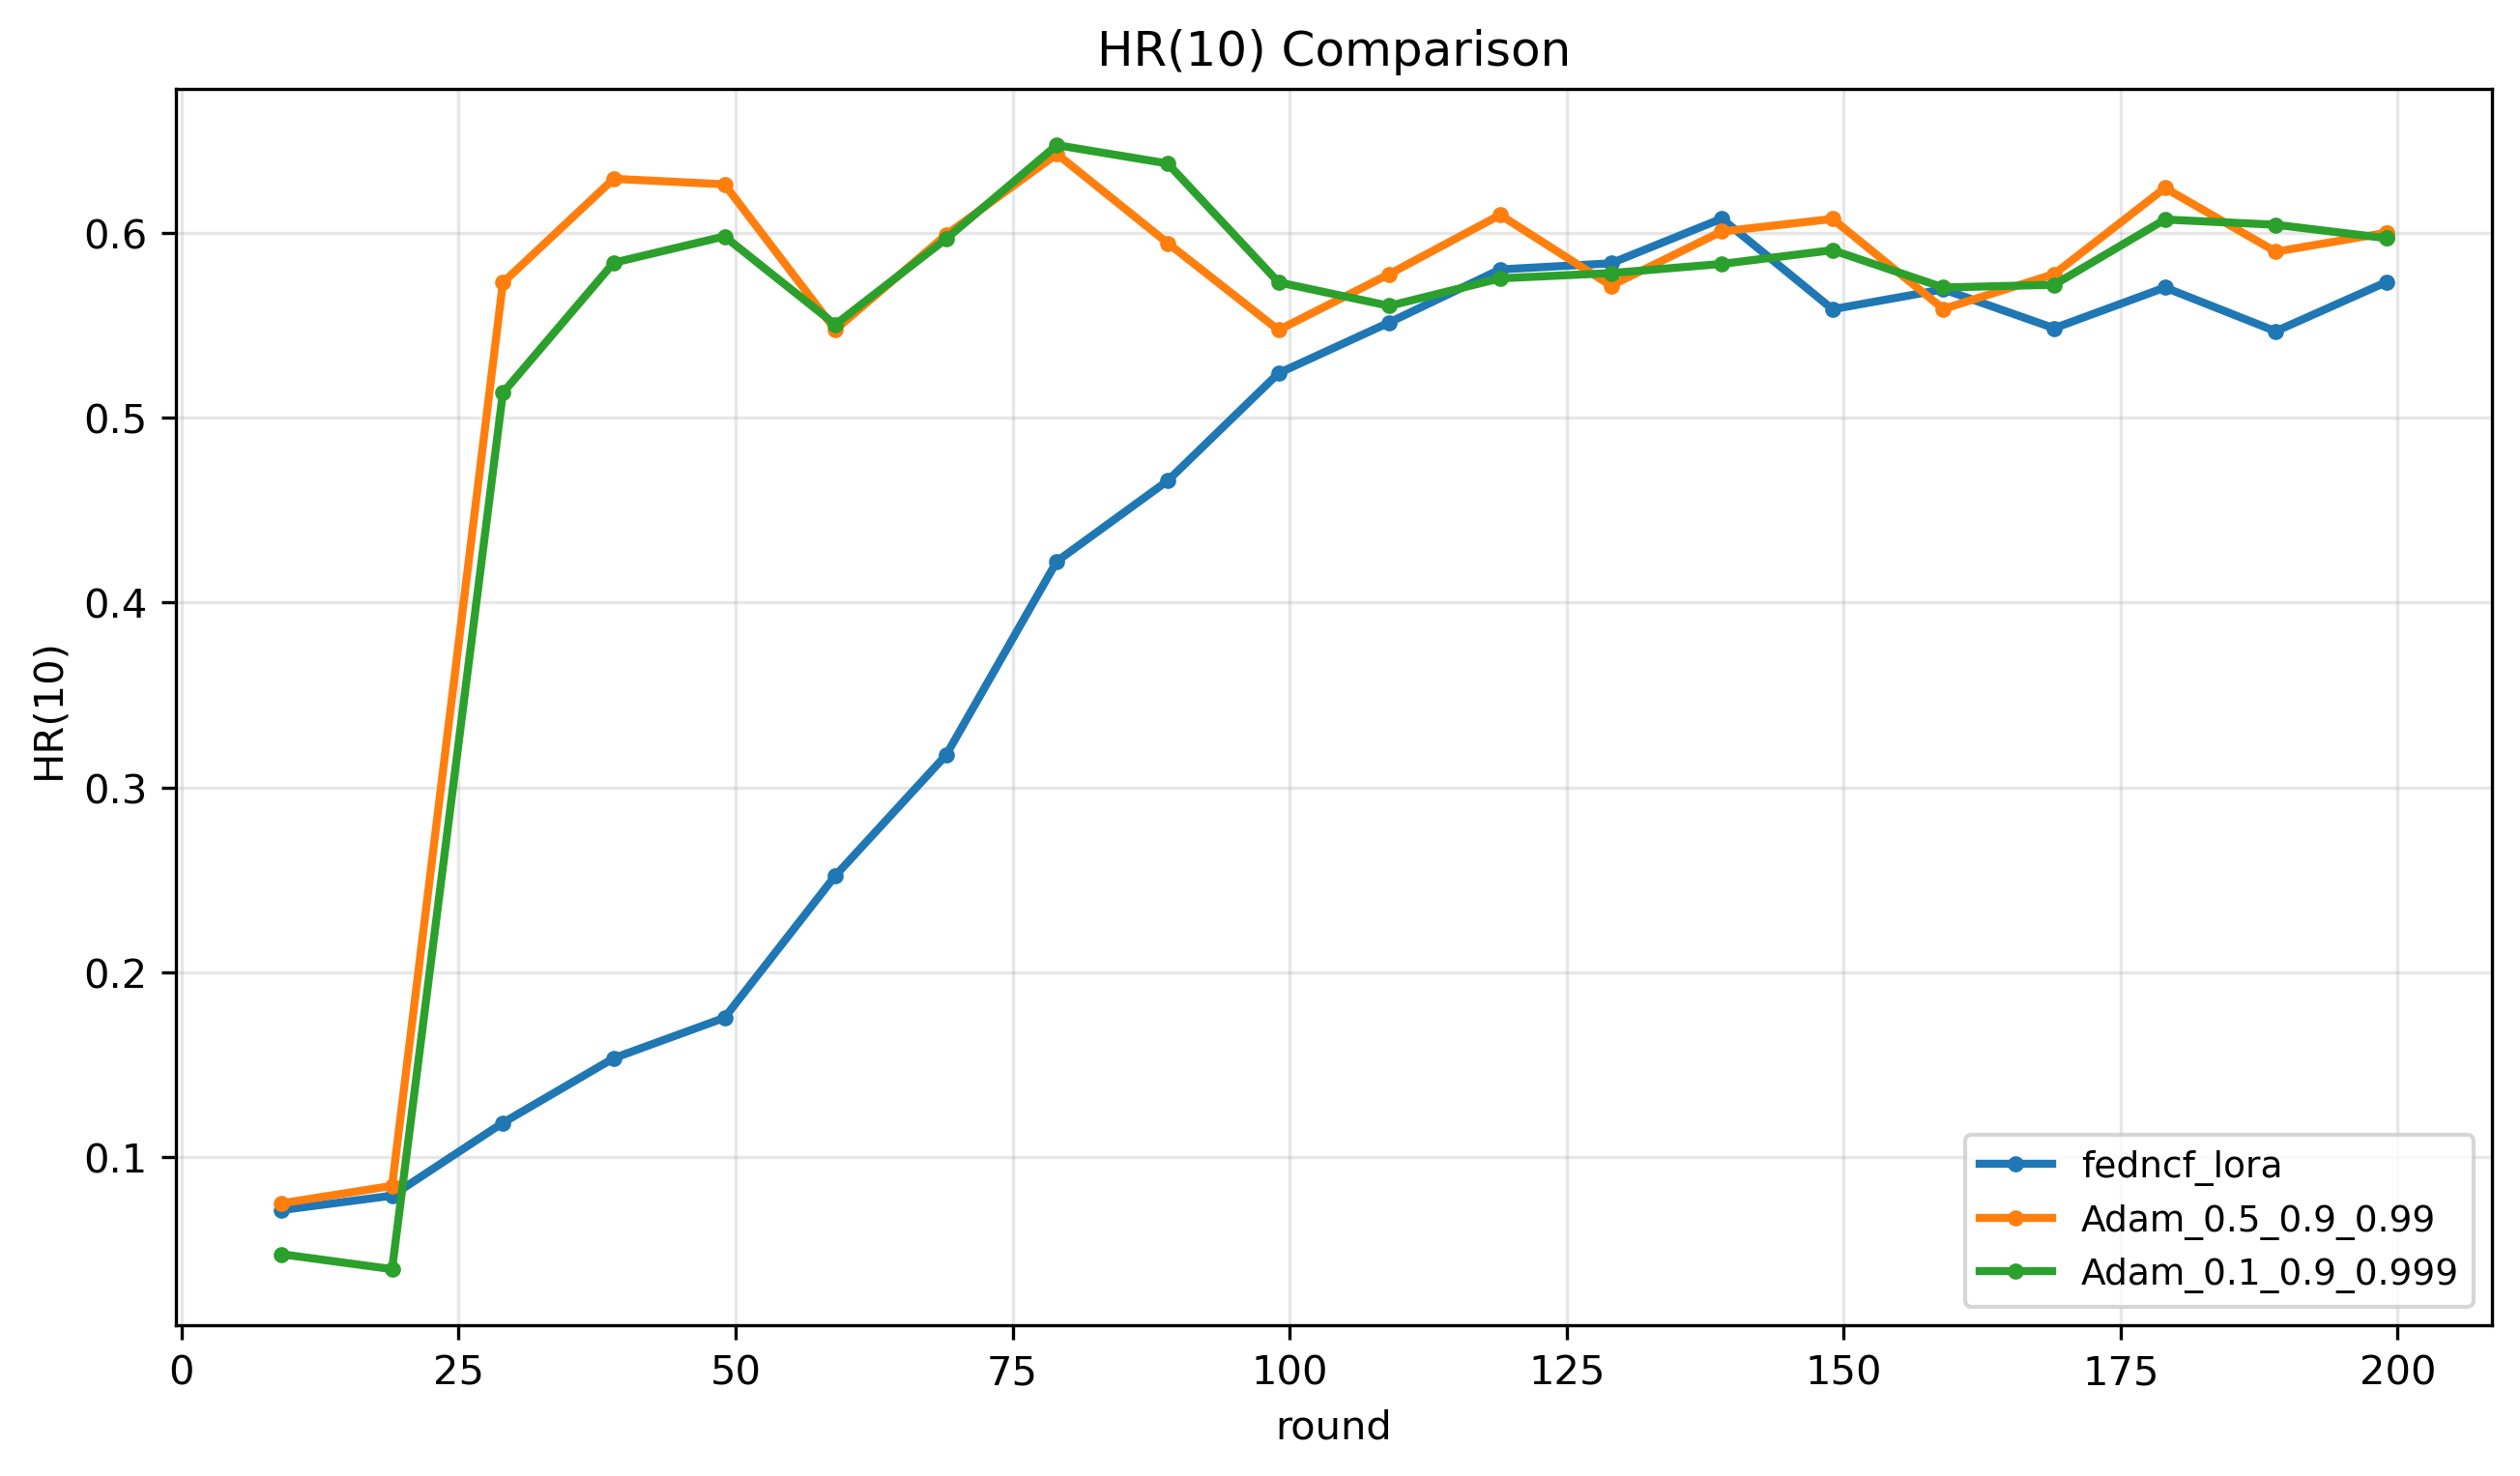 HR(10) Comparison
HR(10)
0.6
0.5
0.4
0.3
0.2
0.1
0 25 50 75 100 125 150 175 200
round
fedncf_lora
Adam_0.5_0.9_0.99
Adam_0.1_0.9_0.999